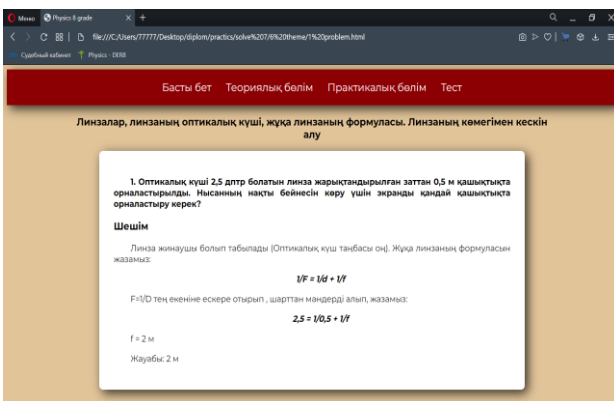 Меню
Physics 8 grade
file:///C:/Users/77777/Desktop/diplom/practics/solve%207/6%20theme/1%20problem.html
Судебный кабинет
Physics - DERB
Басты бет Теориялық бөлім Практикалық бөлім Тест
Линзалар, линзаның оптикалық күші, жұқа линзаның формуласы. Линзаның көмегімен кескін
алу
1. Оптикалық күші 2,5 дптр болатын линза жарықтандырылған заттан 0,5 м қашықтықта
орналастырылды. Нысанның нақты бейнесін көру үшін экранды қандай қашықтықта
орналастыру керек?
Шешім
Линза жинаушы болып табылады (Оптикалық күш таңбасы оң). Жұқа линзаның формуласын
жазамыз:
1/F = 1/d + 1/f
F=1/D тең екеніне ескере отырып , шарттан мәндерді алып, жазамыз:
2,5 = 1/0,5 + 1/f
f = 2 м
Жауабы: 2 м